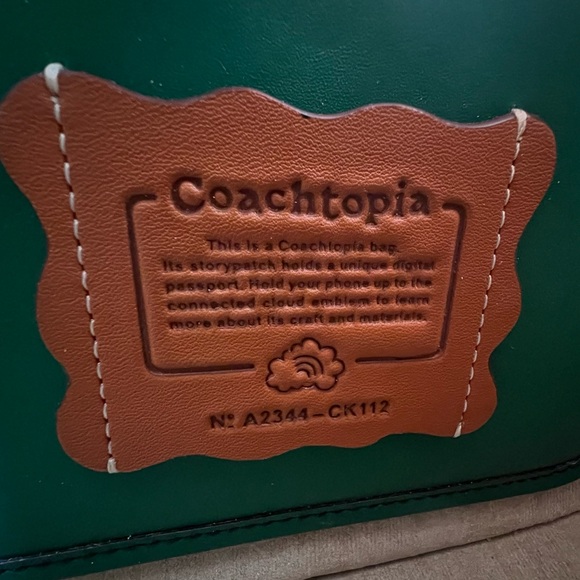 Coachtopia
This is a Coachtopia bag.
Its storypatch holds a unique digital
passport. Hold your phone up to the
connected cloud emblem to learn
more about its craft and materials.
Nº A2344-CK112